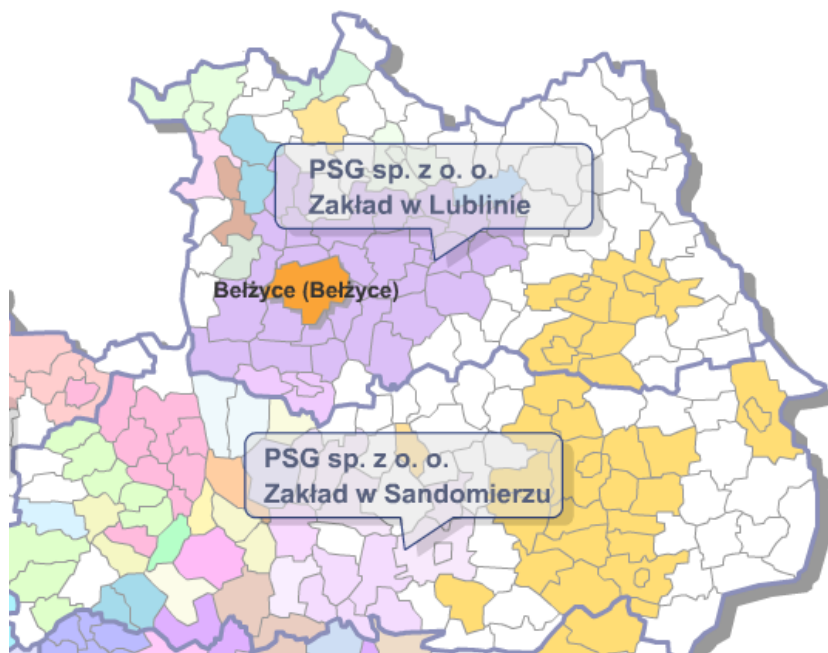 PSG sp. z o. o.
Zakład w Lublinie
Bełżyce (Bełżyce)
PSG sp. z o. o.
Zakład w Sandomierzu